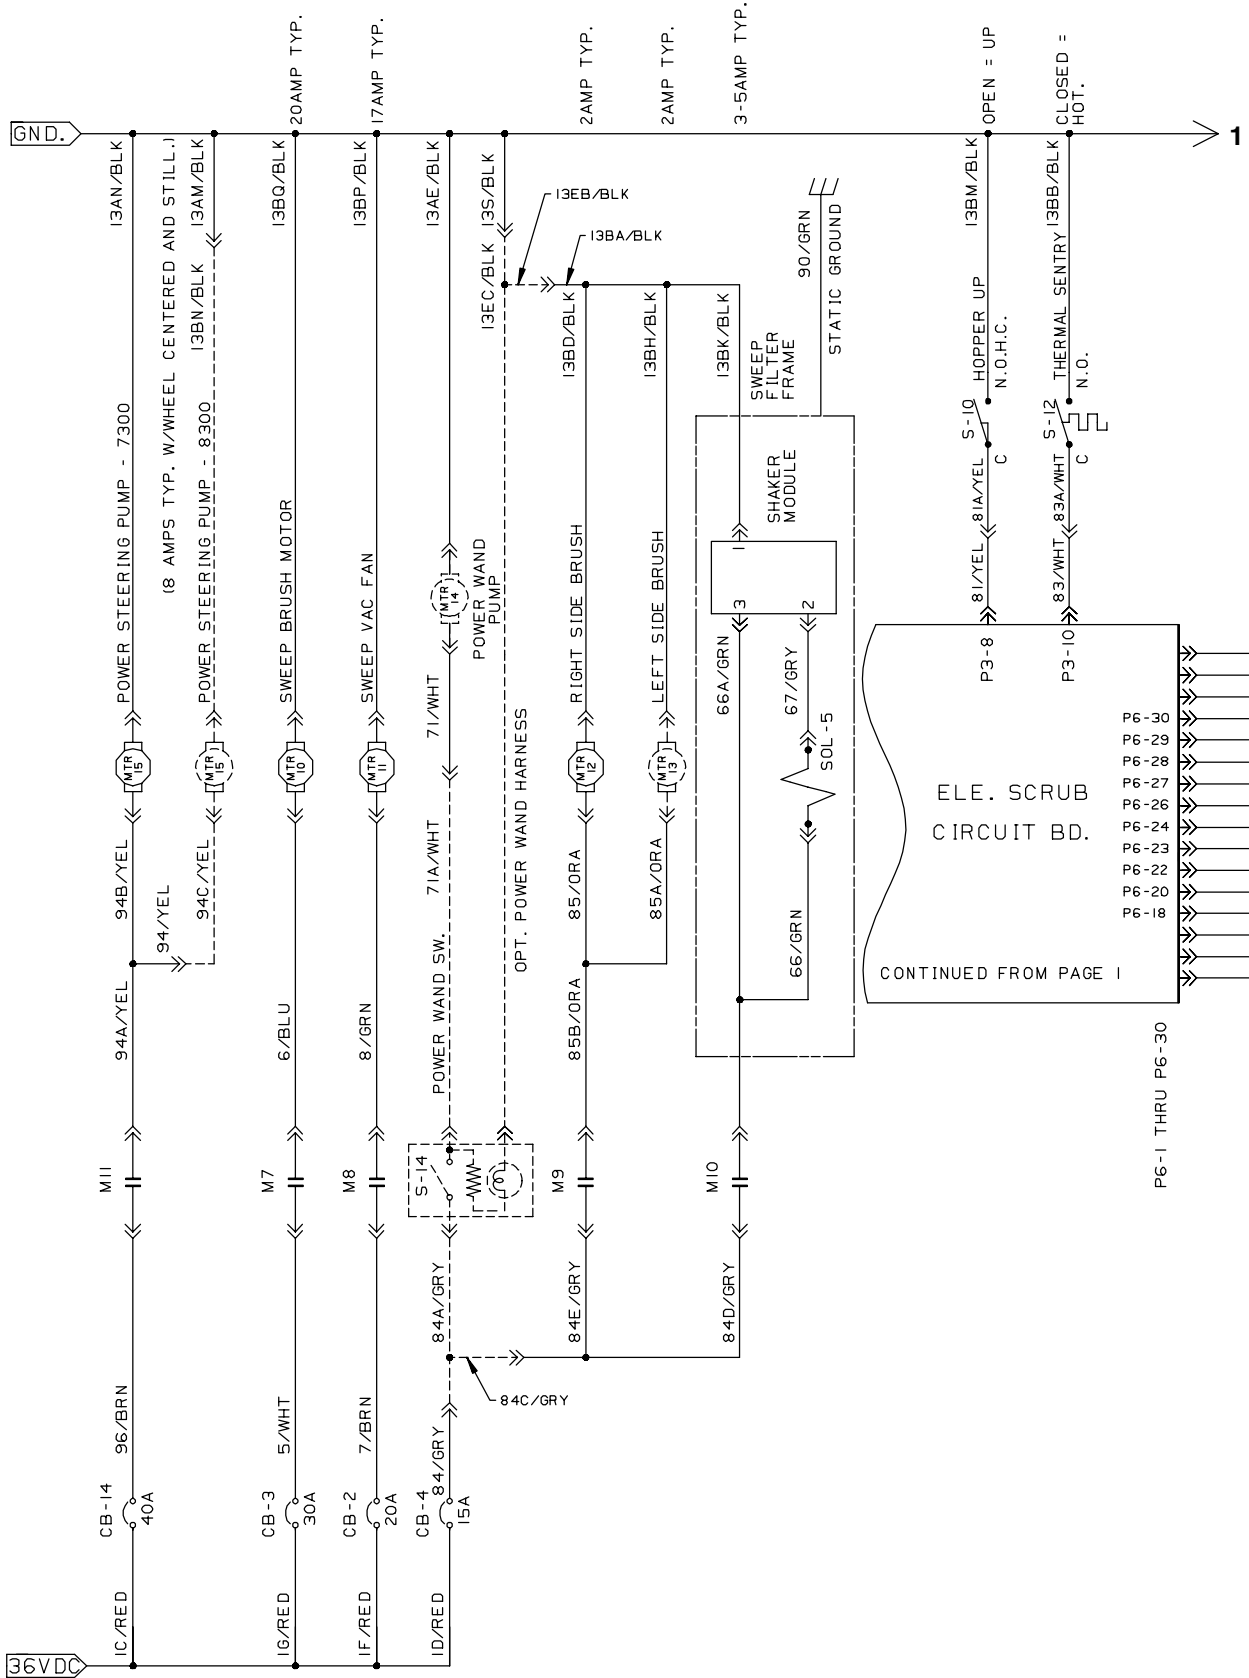 GND.
1
36VDC
1C/RED
CB-14
40A
96/BRN
M11
94A/YEL
94B/YEL
MTR
15
POWER STEERING PUMP - 7300
13AN/BLK
(8 AMPS TYP. W/WHEEL CENTERED AND STILL.)
94/YEL
94C/YEL
MTR
15
POWER STEERING PUMP - 8300
13BN/BLK
13AM/BLK
1G/RED
CB-3
30A
5/WHT
M7
6/BLU
MTR
10
SWEEP BRUSH MOTOR
13BQ/BLK
20AMP TYP.
1F/RED
CB-2
20A
7/BRN
M8
8/GRN
MTR
11
SWEEP VAC FAN
13BP/BLK
17AMP TYP.
1D/RED
CB-4
15A
84/GRY
84A/GRY
84C/GRY
S-14
POWER WAND SW.
71A/WHT
71/WHT
MTR
14
POWER WAND
PUMP
13AE/BLK
OPT. POWER WAND HARNESS
13EC/BLK
13S/BLK
13EB/BLK
13BA/BLK
84E/GRY
M9
85B/ORA
85/ORA
MTR
12
RIGHT SIDE BRUSH
13BD/BLK
2AMP TYP.
85A/ORA
MTR
13
LEFT SIDE BRUSH
13BH/BLK
2AMP TYP.
84D/GRY
M10
66/GRN
66A/GRN
67/GRY
SOL-5
3
2
1
SHAKER
MODULE
SWEEP
FILTER
FRAME
13BK/BLK
3-5AMP TYP.
90/GRN
STATIC GROUND
P3-8
81/YEL
81A/YEL
S-10
C
HOPPER UP
N.O.H.C.
13BM/BLK
OPEN = UP
P3-10
83/WHT
83A/WHT
S-12
C
THERMAL SENTRY
N.O.
13BB/BLK
CLOSED =
HOT.
ELE. SCRUB
CIRCUIT BD.
CONTINUED FROM PAGE 1
P6-30
P6-29
P6-28
P6-27
P6-26
P6-24
P6-23
P6-22
P6-20
P6-18
P6-1 THRU P6-30